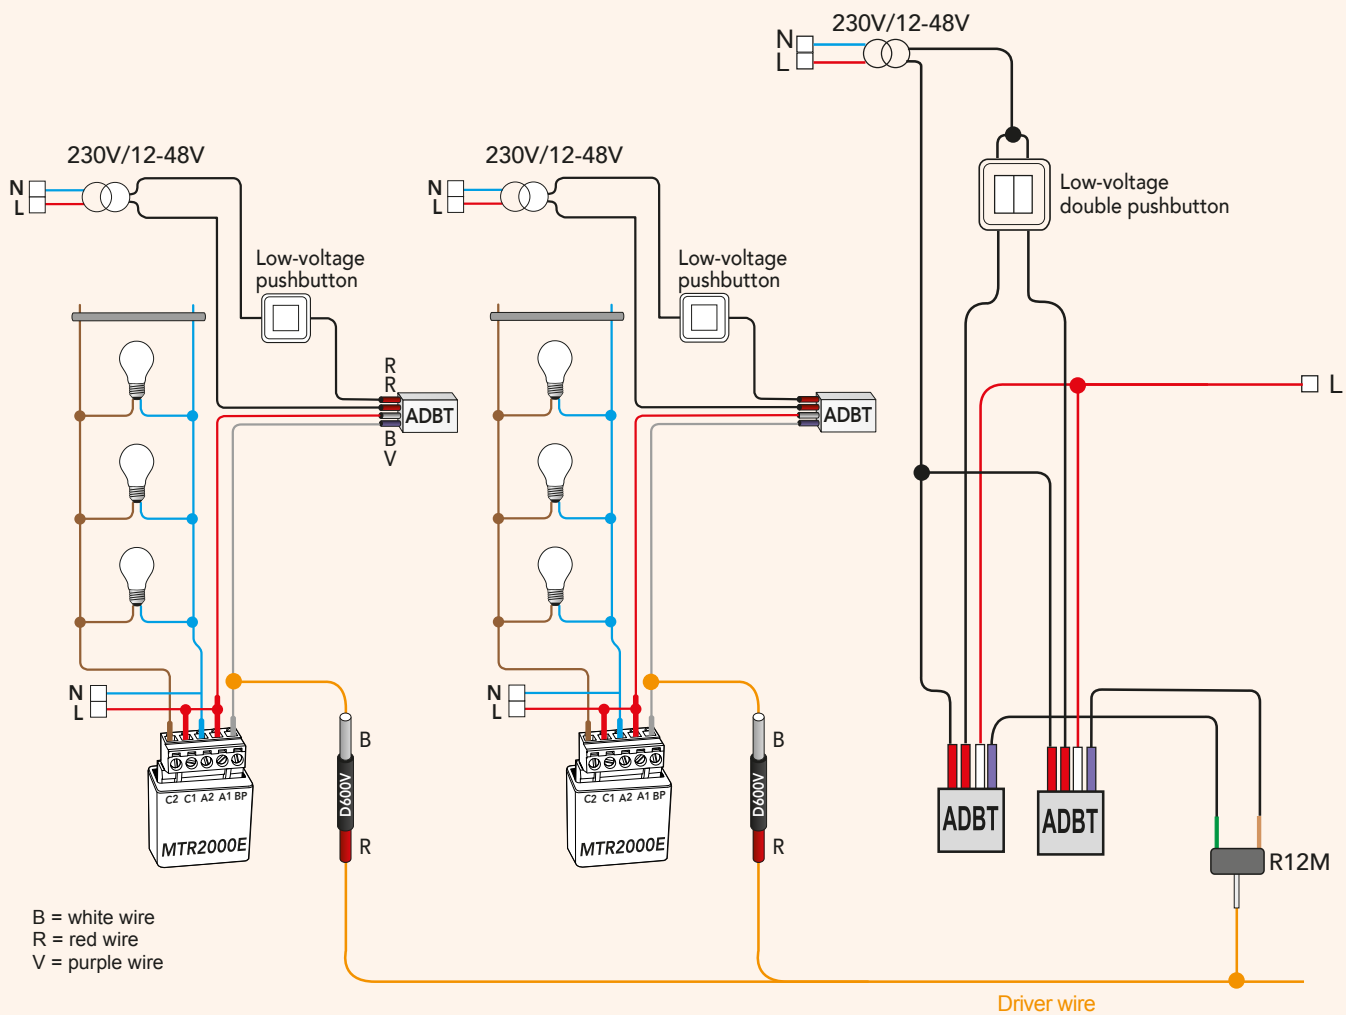 230V/12-48V
N
L
230V/12-48V
N
L
230V/12-48V
N
L
Low-voltage
double pushbutton
Low-voltage
pushbutton
Low-voltage
pushbutton
R
R
ADBT
B
V
ADBT
L
N
L
C2 C1 A2 A1 BP
MTR2000E
B
D600V
R
N
L
C2 C1 A2 A1 BP
MTR2000E
B
D600V
R
ADBT
ADBT
R12M
B = white wire
R = red wire
V = purple wire
Driver wire